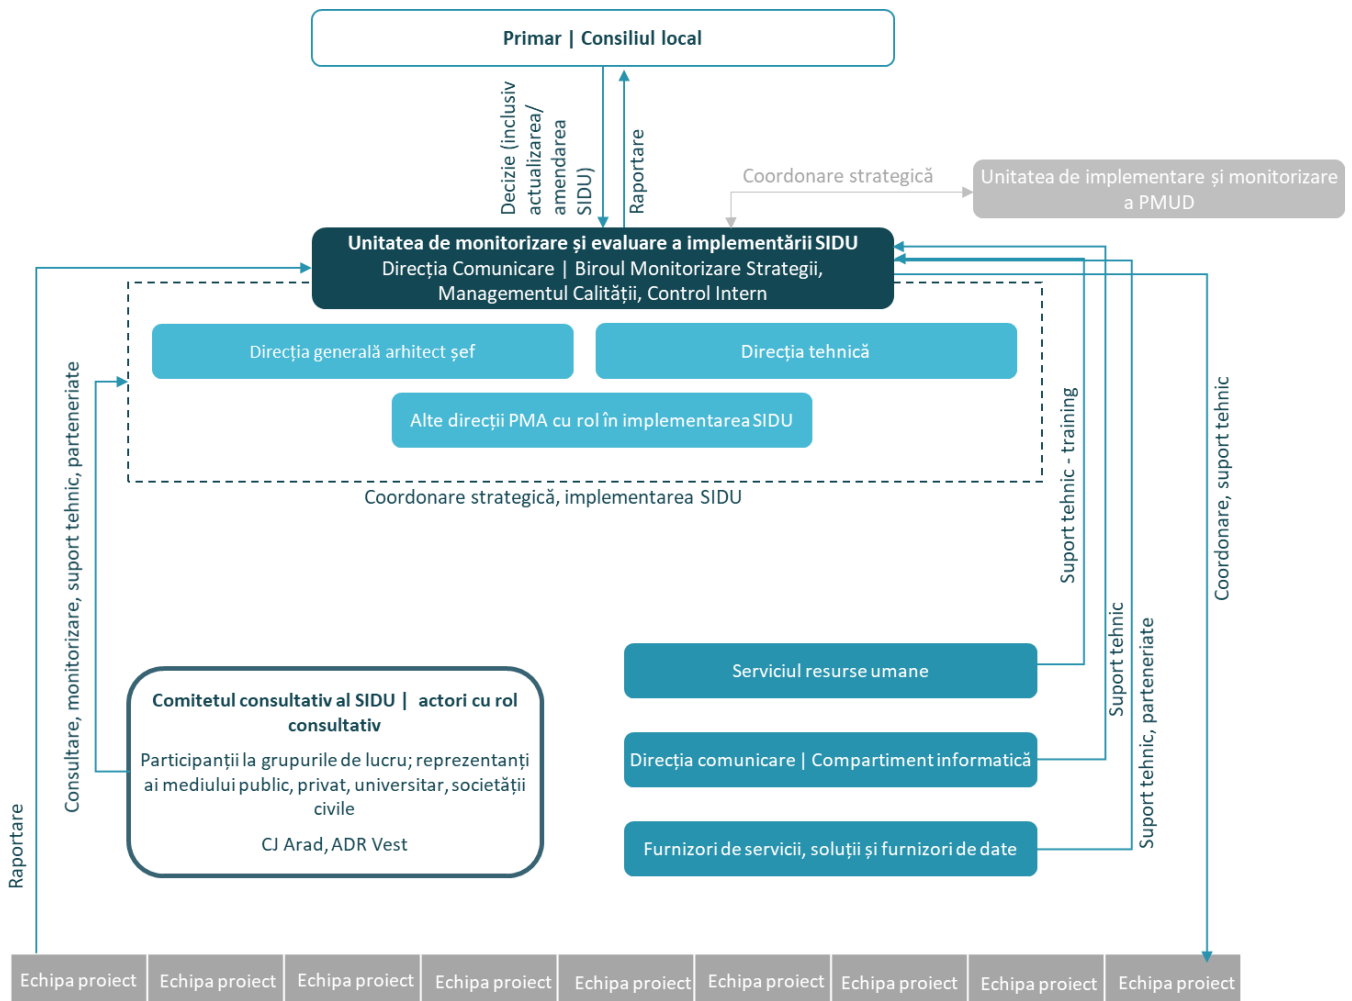 Primar | Consiliul local
Decizie (inclusiv
actualizarea/
amendarea
SIDU)
Raportare
Coordonare strategică
Unitatea de implementare și monitorizare
a PMUD
Unitatea de monitorizare și evaluare a implementării SIDU
Direcția Comunicare | Biroul Monitorizare Strategii,
Managementul Calității, Control Intern
Direcția generală arhitect șef
Direcția tehnică
Alte direcții PMA cu rol în implementarea SIDU
Coordonare strategică, implementarea SIDU
Consultare, monitorizare, suport tehnic, parteneriate
Suport tehnic - training
Suport tehnic
Suport tehnic, parteneriate
Coordonare, suport tehnic
Comitetul consultativ al SIDU | actori cu rol
consultativ
Participanții la grupurile de lucru; reprezentanți
ai mediului public, privat, universitar, societății
civile
CJ Arad, ADR Vest
Serviciul resurse umane
Direcția comunicare | Compartiment informatică
Furnizori de servicii, soluții și furnizori de date
Raportare
Echipa proiect
Echipa proiect
Echipa proiect
Echipa proiect
Echipa proiect
Echipa proiect
Echipa proiect
Echipa proiect
Echipa proiect